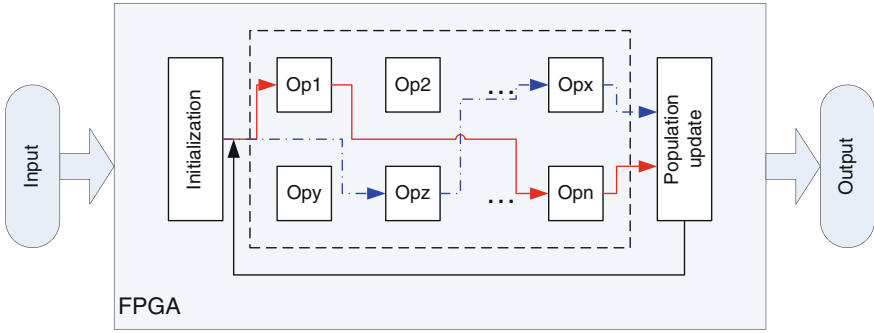 Input
Initialization
Op1
Op2
...
Opx
Opy
Opz
...
Opn
Population
update
Output
FPGA